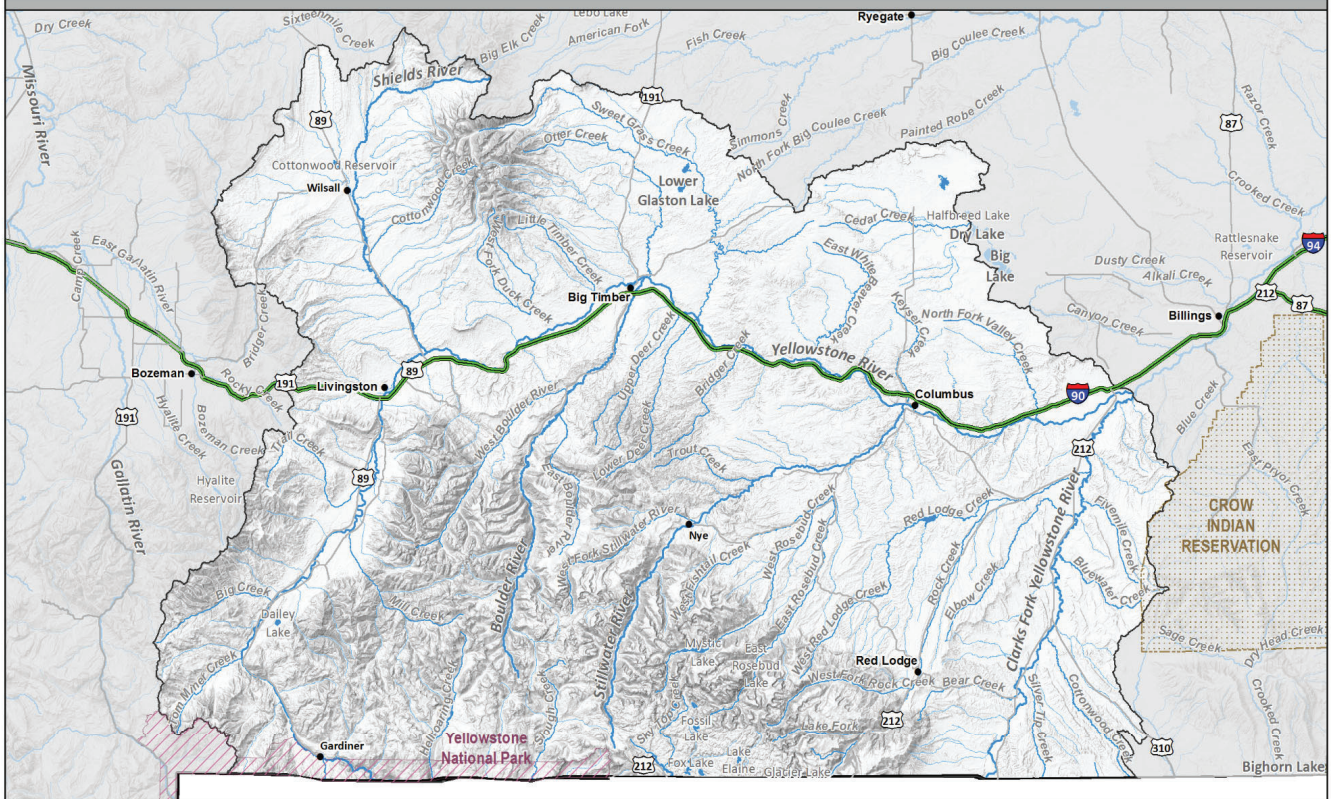 Dry Creek
Sixteenmile Creek
Big Elk Creek
Lebo Lake
American Fork
Fish Creek
Ryegate
Big Coulee Creek
Missouri River
Shields River
89
191
Sweet Grass Creek
Otter Creek
Simmons Creek
North Fork Big Coulee Creek
Painted Robe Creek
87
Razor Creek
Crooked Creek
Cottonwood Reservoir
Wilsall
Cottonwood Creek
Lower
Glaston Lake
Little Timber Creek
West Fork Duck Creek
Cedar Creek
Halfbreed Lake
Dry Lake
Big
Lake
East White Beaver Creek
Keyser Creek
North Fork Valley Creek
Rattlesnake
Reservoir
94
Dusty Creek
Alkali Creek
Canyon Creek
212
87
Billings
Camp Creek
East Gallatin River
Bridger Creek
Big Timber
Upper Deer Creek
Bridger Creek
Yellowstone River
Bozeman
Rocky Creek
191
Livingston
89
Columbus
90
Blue Creek
191
Hyalite Creek
Bozeman Creek
Trail Creek
West Boulder River
Lower Deer Creek
Trout Creek
212
East Pryor Creek
Gallatin River
Hyalite
Reservoir
89
East Boulder River
West Fork Stillwater River
Nye
West Rosebud Creek
Red Lodge Creek
Fivemile Creek
CROW
INDIAN
RESERVATION
Boulder River
West Fishtail Creek
East Rosebud Creek
Rock Creek
Elbow Creek
Clarks Fork Yellowstone River
Bluewater Creek
Big Creek
Dailey
Lake
Mill Creek
Stillwater River
Mystic
Lake
East
Rosebud
Lake
West Red Lodge Creek
Red Lodge
Sage Creek
Dry Head Creek
Tom Miner Creek
West Fork Rock Creek
Bear Creek
Silver Tip Creek
Cottonwood Creek
Crooked Creek
Hellroaring Creek
Slough Creek
Sky Top Creek
Fossil
Lake
Lake Fork
212
Gardiner
Yellowstone
National Park
212
Fox Lake
Lake
Elaine
Glacier Lake
310
Bighorn Lake